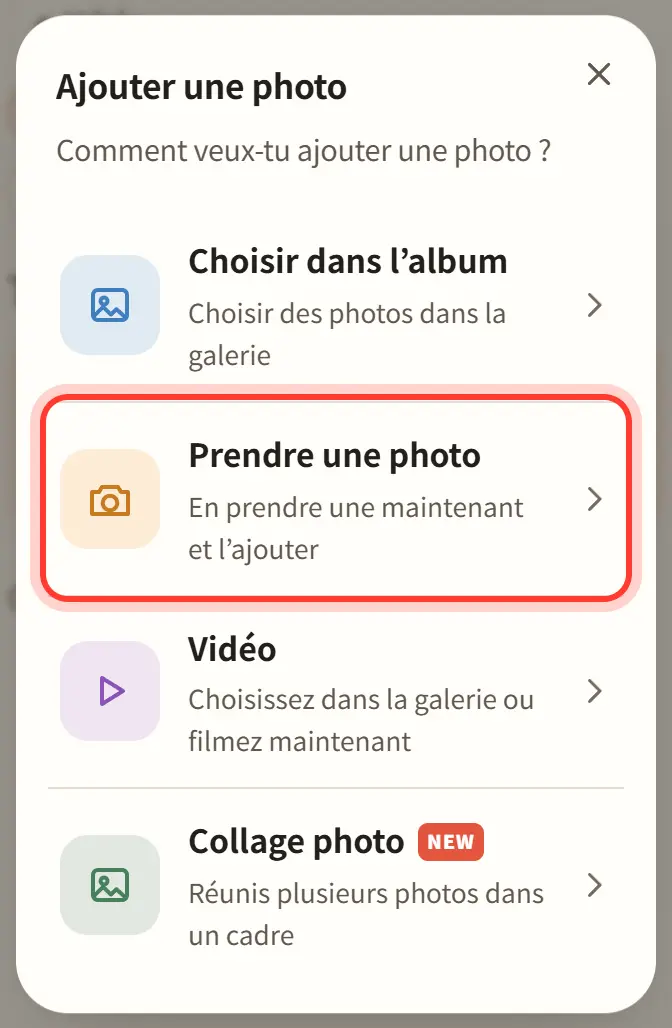 Ajouter une photo
Comment veux-tu ajouter une photo ?
Choisir dans l’album
Choisir des photos dans la
galerie
Prendre une photo
En prendre une maintenant
et l’ajouter
Vidéo
Choisissez dans la galerie ou
filmez maintenant
Collage photo NEW
Réunis plusieurs photos dans
un cadre